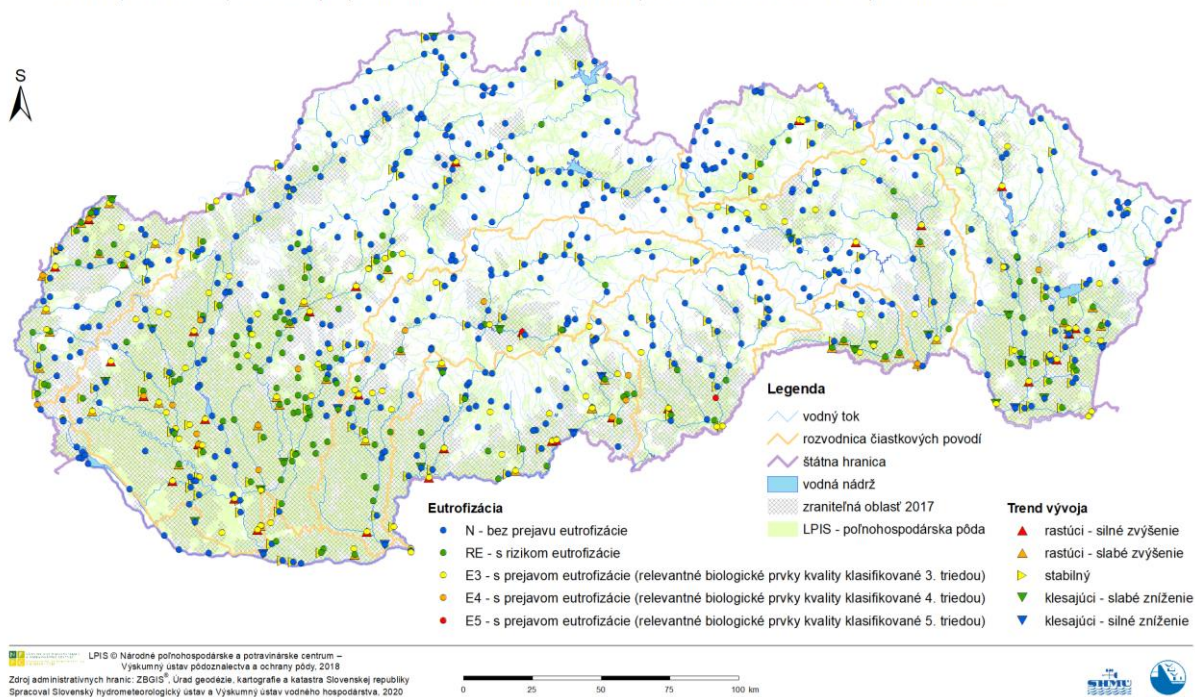 S
Legenda
vodný tok
rozvodnica čiastkových povodí
štátna hranica
vodná nádrž
zraniteľná oblasť 2017
LPIS - poľnohospodárska pôda
Eutrofizácia
N - bez prejavu eutrofizácie
RE - s rizikom eutrofizácie
E3 - s prejavom eutrofizácie (relevantné biologické prvky kvality klasifikované 3. triedou)
E4 - s prejavom eutrofizácie (relevantné biologické prvky kvality klasifikované 4. triedou)
E5 - s prejavom eutrofizácie (relevantné biologické prvky kvality klasifikované 5. triedou)
Trend vývoja
rastúci - silné zvýšenie
rastúci - slabé zvýšenie
stabilný
klesajúci - slabé zníženie
klesajúci - silné zníženie
LPIS © Národné poľnohospodárske a potravinárske centrum –
Výskumný ústav pôdoznalectva a ochrany pôdy, 2018
Zdroj administratívnych hraníc: ZBGIS®, Úrad geodézie, kartografie a katastra Slovenskej republiky
Spracoval Slovenský hydrometeorologický ústav a Výskumný ústav vodného hospodárstva, 2020
0 25 50 75 100 km
SHMÚ